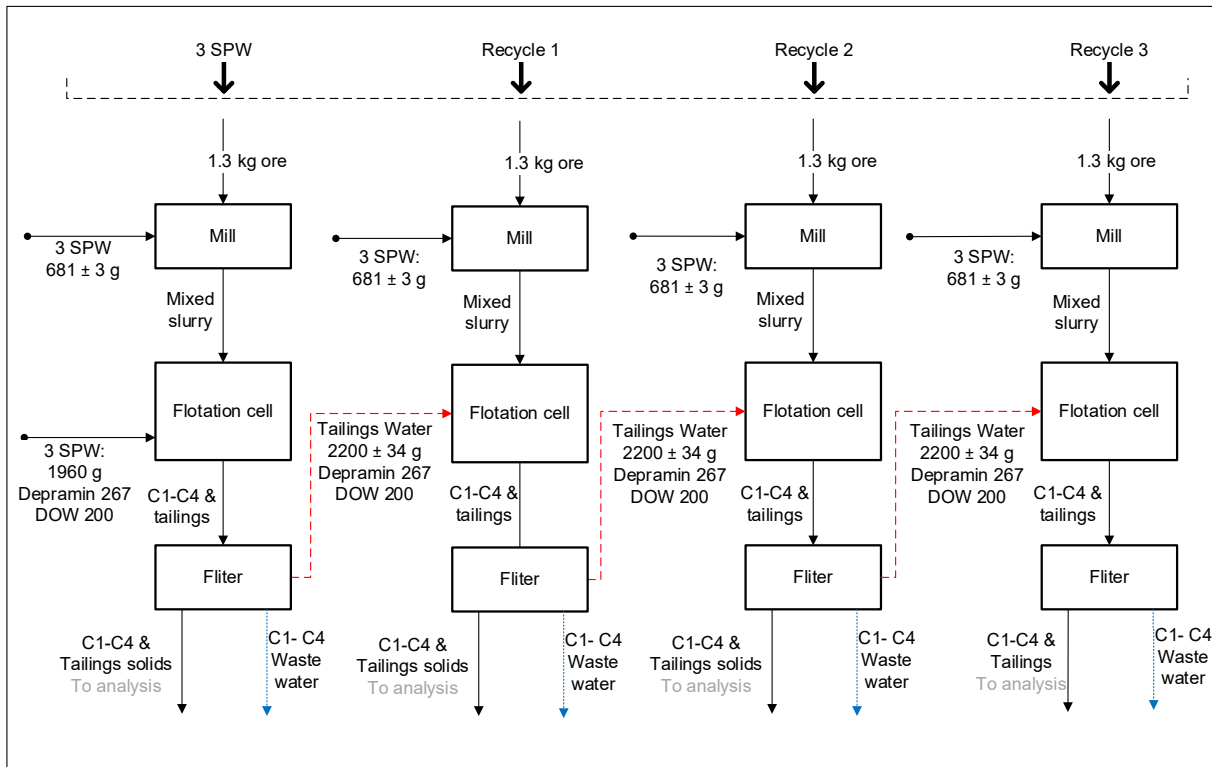 3 SPW
Recycle 1
Recycle 2
Recycle 3
1.3 kg ore
1.3 kg ore
1.3 kg ore
1.3 kg ore
Mill
Mill
Mill
Mill
3 SPW
681 ± 3 g
3 SPW:
681 ± 3 g
3 SPW:
681 ± 3 g
3 SPW:
681 ± 3 g
Mixed
slurry
Mixed
slurry
Mixed
slurry
Mixed
slurry
Flotation cell
Flotation cell
Flotation cell
Flotation cell
3 SPW:
1960 g
Depramin 267
DOW 200
Tailings Water
2200 ± 34 g
Depramin 267
DOW 200
Tailings Water
2200 ± 34 g
Depramin 267
DOW 200
Tailings Water
2200 ± 34 g
Depramin 267
DOW 200
C1-C4 &
tailings
C1-C4 &
tailings
C1-C4 &
tailings
C1-C4 &
tailings
Fliter
Fliter
Fliter
Fliter
C1-C4 &
Tailings solids
To analysis
C1- C4
Waste
water
C1-C4 &
Tailings solids
To analysis
C1- C4
Waste
water
C1-C4 &
Tailings solids
To analysis
C1- C4
Waste
water
C1-C4 &
Tailings
To analysis
C1- C4
Waste
water